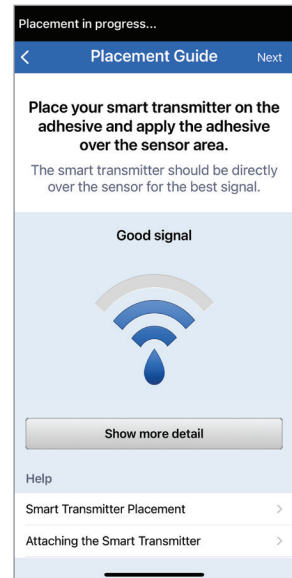 Placement in progress...
Placement Guide Next
Place your smart transmitter on the
adhesive and apply the adhesive
over the sensor area.
The smart transmitter should be directly
over the sensor for the best signal.
Good signal
Show more detail
Help
Smart Transmitter Placement
Attaching the Smart Transmitter